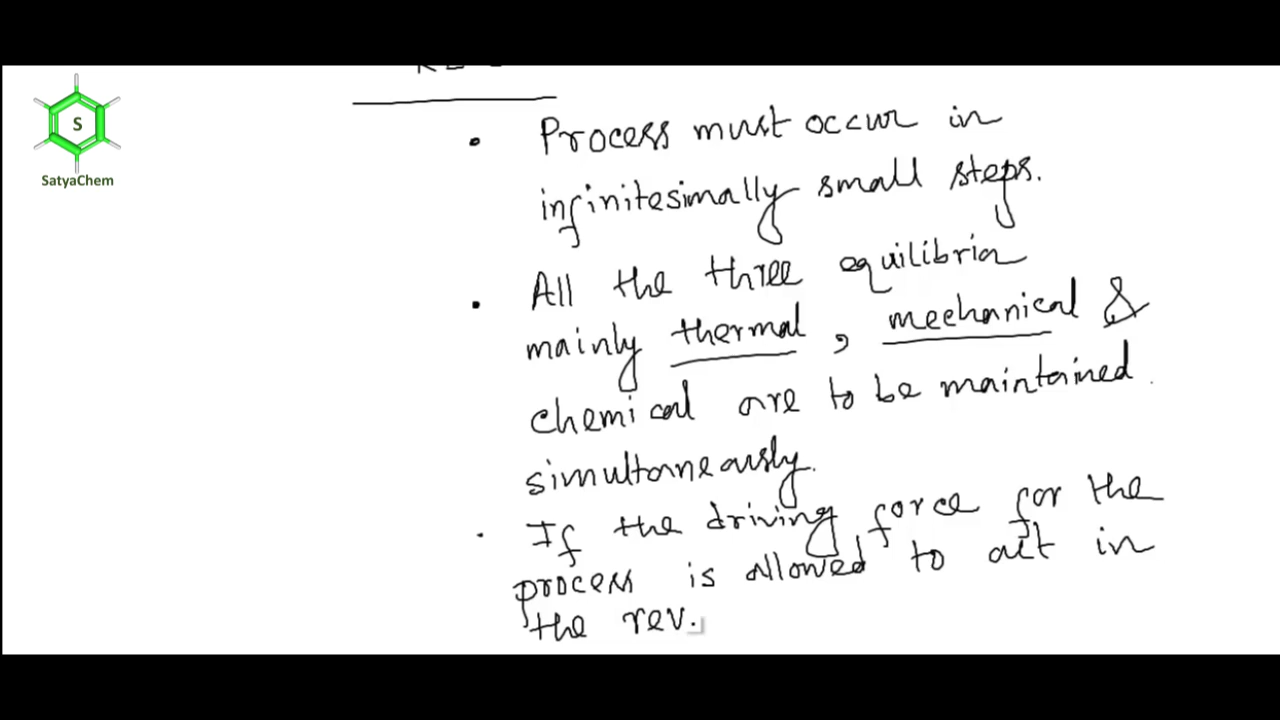 S
SatyaChem
• Process must occur in
infinitesimally small steps.
• All the three equilibria
mainly thermal, mechanical &
chemical are to be maintained.
simultaneously.
• If the driving force for the
process is allowed to act in
the rev.